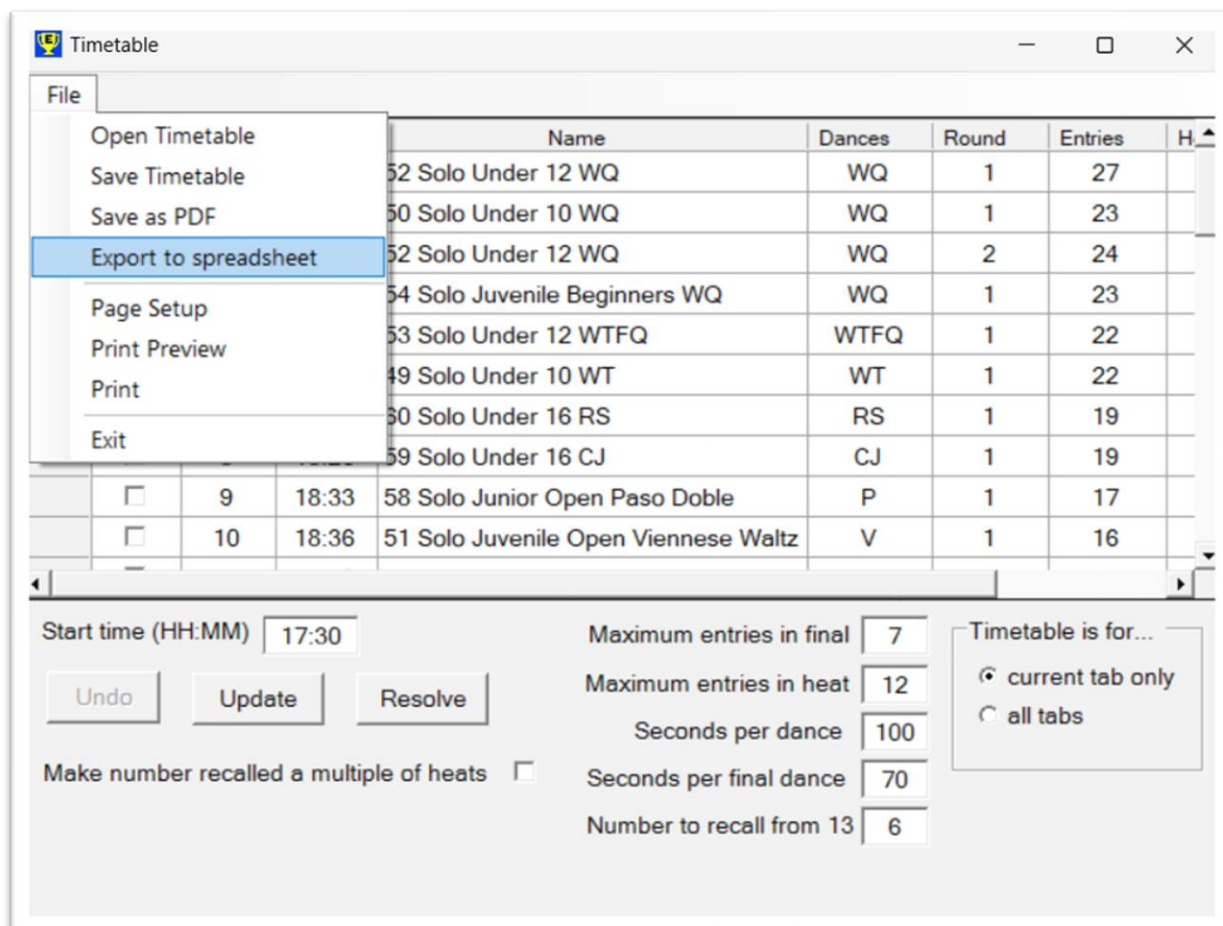 Timetable
File
Open Timetable
Save Timetable
Save as PDF
Export to spreadsheet
Page Setup
Print Preview
Print
Exit
Name Dances Round Entries
52 Solo Under 12 WQ WQ 1 27
50 Solo Under 10 WQ WQ 1 23
52 Solo Under 12 WQ WQ 2 24
54 Solo Juvenile Beginners WQ WQ 1 23
53 Solo Under 12 WTFQ WTFQ 1 22
49 Solo Under 10 WT WT 1 22
60 Solo Under 16 RS RS 1 19
59 Solo Under 16 CJ CJ 1 19
9 18:33 58 Solo Junior Open Paso Doble P 1 17
10 18:36 51 Solo Juvenile Open Viennese Waltz V 1 16
Start time (HH:MM) 17:30
Undo Update Resolve
Make number recalled a multiple of heats
Maximum entries in final 7
Maximum entries in heat 12
Seconds per dance 100
Seconds per final dance 70
Number to recall from 13 6
Timetable is for...
current tab only
all tabs